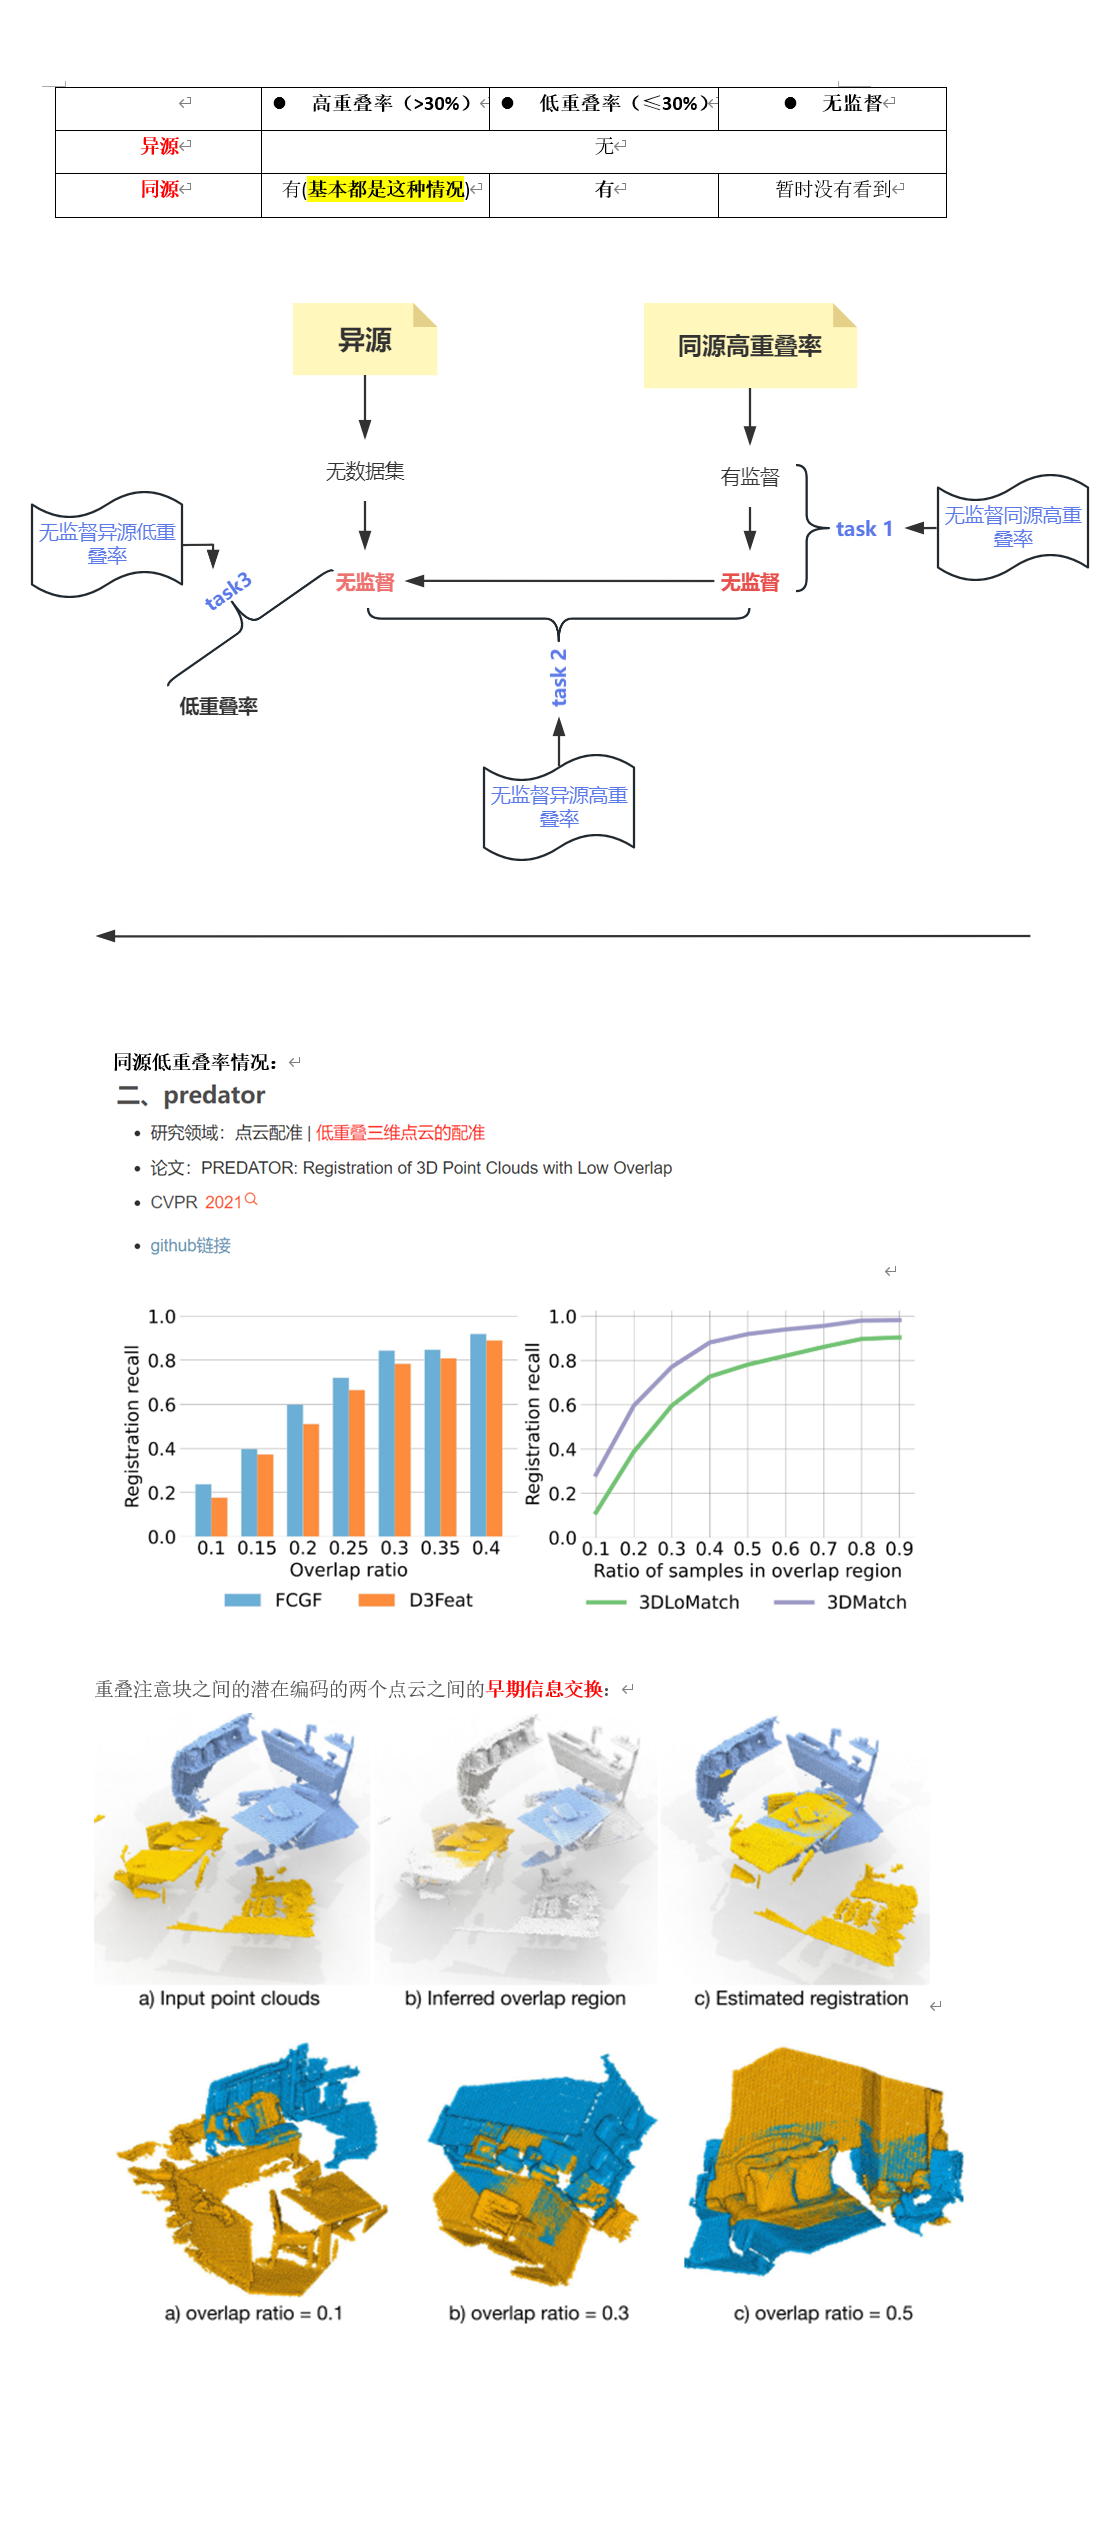 ● 高重叠率（>30%） ● 低重叠率（≤30%） ● 无监督
异源 无
同源 有(基本都是这种情况) 有 暂时没有看到
异源 同源高重叠率
无数据集 有监督
无监督异源低重
叠率
task 1
无监督同源高重
叠率
task3
无监督 无监督
task 2
低重叠率
无监督异源高重
叠率
同源低重叠率情况：
二、predator
• 研究领域：点云配准 | 低重叠三维点云的配准
• 论文：PREDATOR: Registration of 3D Point Clouds with Low Overlap
• CVPR 2021
• github链接
Registration recall
1.0
0.8
0.6
0.4
0.2
0.0
0.1 0.15 0.2 0.25 0.3 0.35 0.4
Overlap ratio
FCGF D3Feat
Registration recall
1.0
0.8
0.6
0.4
0.2
0.0
0.1 0.2 0.3 0.4 0.5 0.6 0.7 0.8 0.9
Ratio of samples in overlap region
3DLoMatch 3DMatch
重叠注意块之间的潜在编码的两个点云之间的早期信息交换：
a) Input point clouds b) Inferred overlap region c) Estimated registration
a) overlap ratio = 0.1 b) overlap ratio = 0.3 c) overlap ratio = 0.5